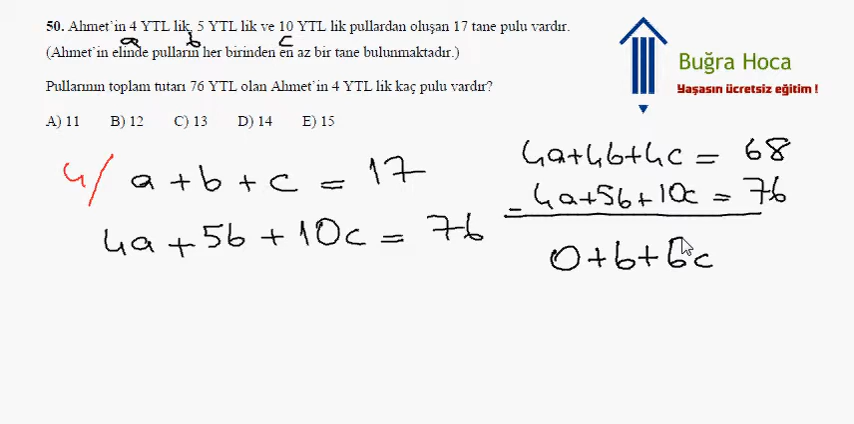 50. Ahmet`in 4 YTL lik, 5 YTL lik ve 10 YTL lik pullardan oluşan 17 tane pulu vardır.
a b c
(Ahmet`in elinde pulların her birinden en az bir tane bulunmaktadır.)
Pullarının toplam tutarı 76 YTL olan Ahmet`in 4 YTL lik kaç pulu vardır?
A) 11 B) 12 C) 13 D) 14 E) 15
Buğra Hoca
Yaşasın ücretsiz eğitim !
4/ a + b + c = 17
4a + 5b + 10c = 76
4a+4b+4c = 68
- 4a+5b+10c = 76
0+b+6c